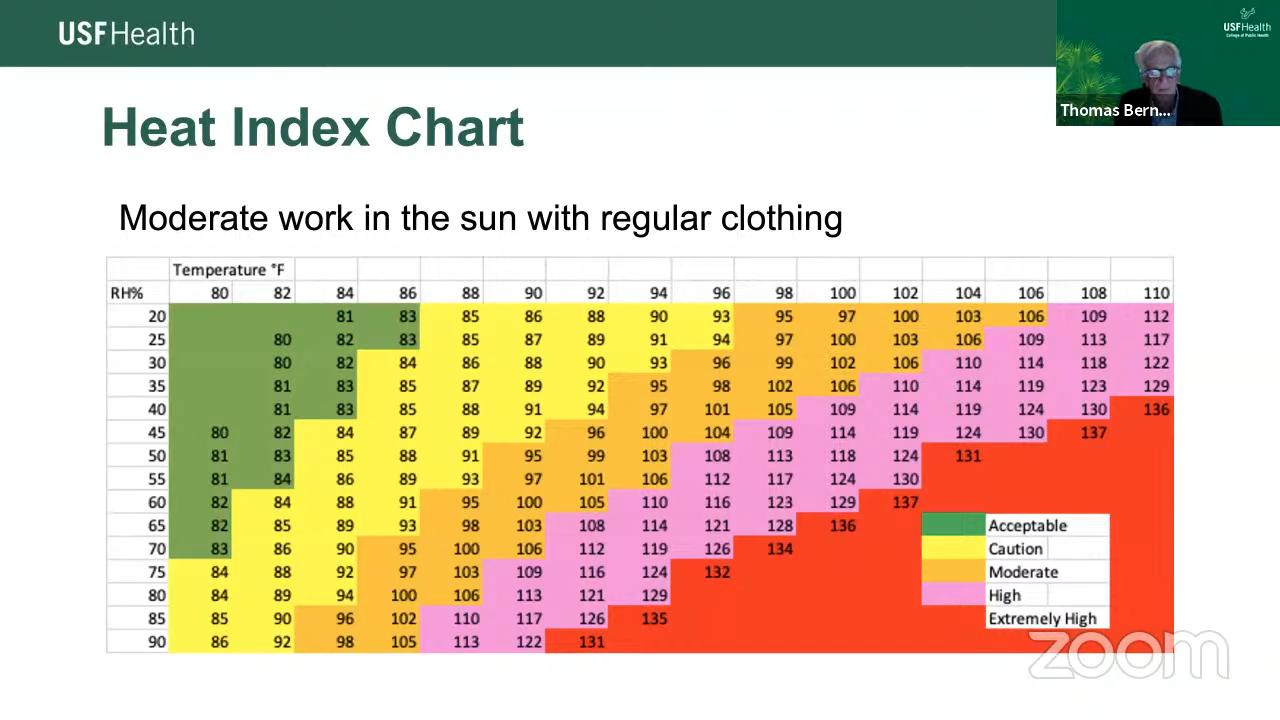 USF Health
USF Health
College of Public Health
Thomas Bern...
Heat Index Chart
Moderate work in the sun with regular clothing
Temperature °F
RH% 80 82 84 86 88 90 92 94 96 98 100 102 104 106 108 110
20 81 83 85 86 88 90 93 95 97 100 103 106 109 112
25 80 82 83 85 87 89 91 94 97 100 103 106 109 113 117
30 80 82 84 86 88 90 93 96 99 102 106 110 114 118 122
35 81 83 85 87 89 92 95 98 102 106 110 114 119 123 129
40 81 83 85 88 91 94 97 101 105 109 114 119 124 130 136
45 80 82 84 87 89 92 96 100 104 109 114 119 124 130 137
50 81 83 85 88 91 95 99 103 108 113 118 124 131
55 81 84 86 89 93 97 101 106 112 117 124 130
60 82 84 88 91 95 100 105 110 116 123 129 137
65 82 85 89 93 98 103 108 114 121 128 136
70 83 86 90 95 100 106 112 119 126 134
75 84 88 92 97 103 109 116 124 132
80 84 89 94 100 106 113 121 129
85 85 90 96 102 110 117 126 135
90 86 92 98 105 113 122 131
Acceptable
Caution
Moderate
High
Extremely High
zoom